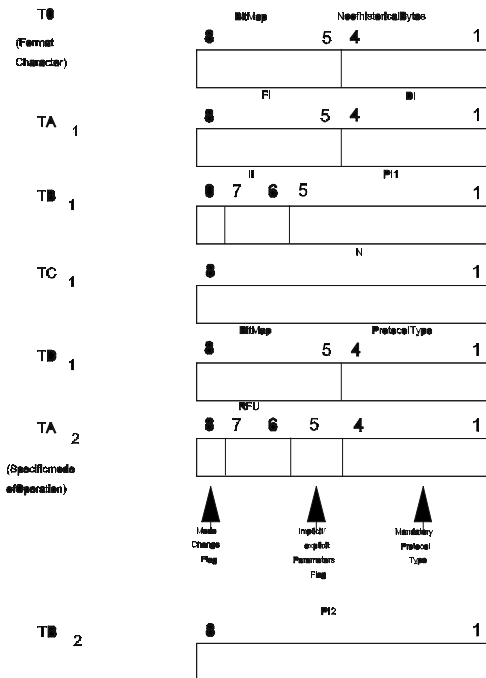 T0 BitMap NoofhistoricalBytes
(Format Character) 8 5 4 1
FI DI
TA 1 8 5 4 1
II PI1
TB 1 8 7 6 5 1
N
TC 1 8 1
BitMap ProtocolType
TD 1 8 5 4 1
RFU
TA 2 8 7 6 5 4 1
(Specificmode
ofOperation)
Mode Change Flag
Implicit/ explicit Parameters Flag
Mandatory Protocol Type
PI2
TB 2 8 1